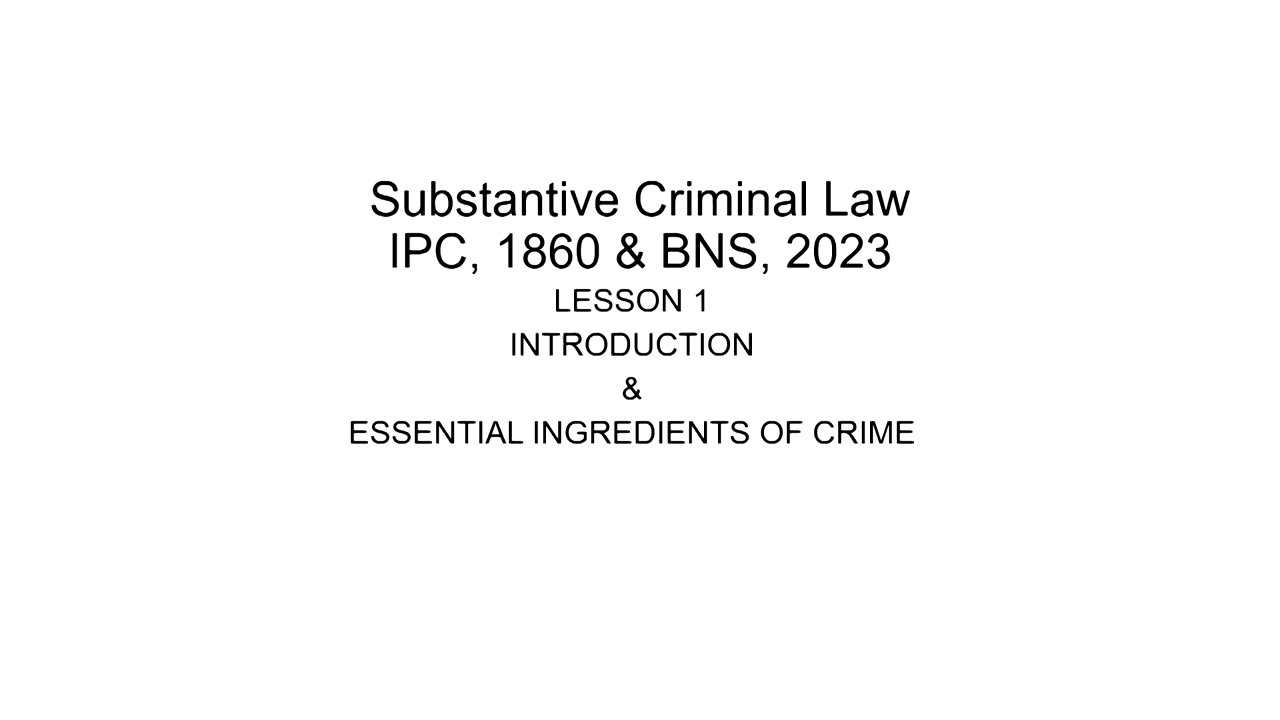 Substantive Criminal Law
IPC, 1860 & BNS, 2023
LESSON 1
INTRODUCTION
&
ESSENTIAL INGREDIENTS OF CRIME